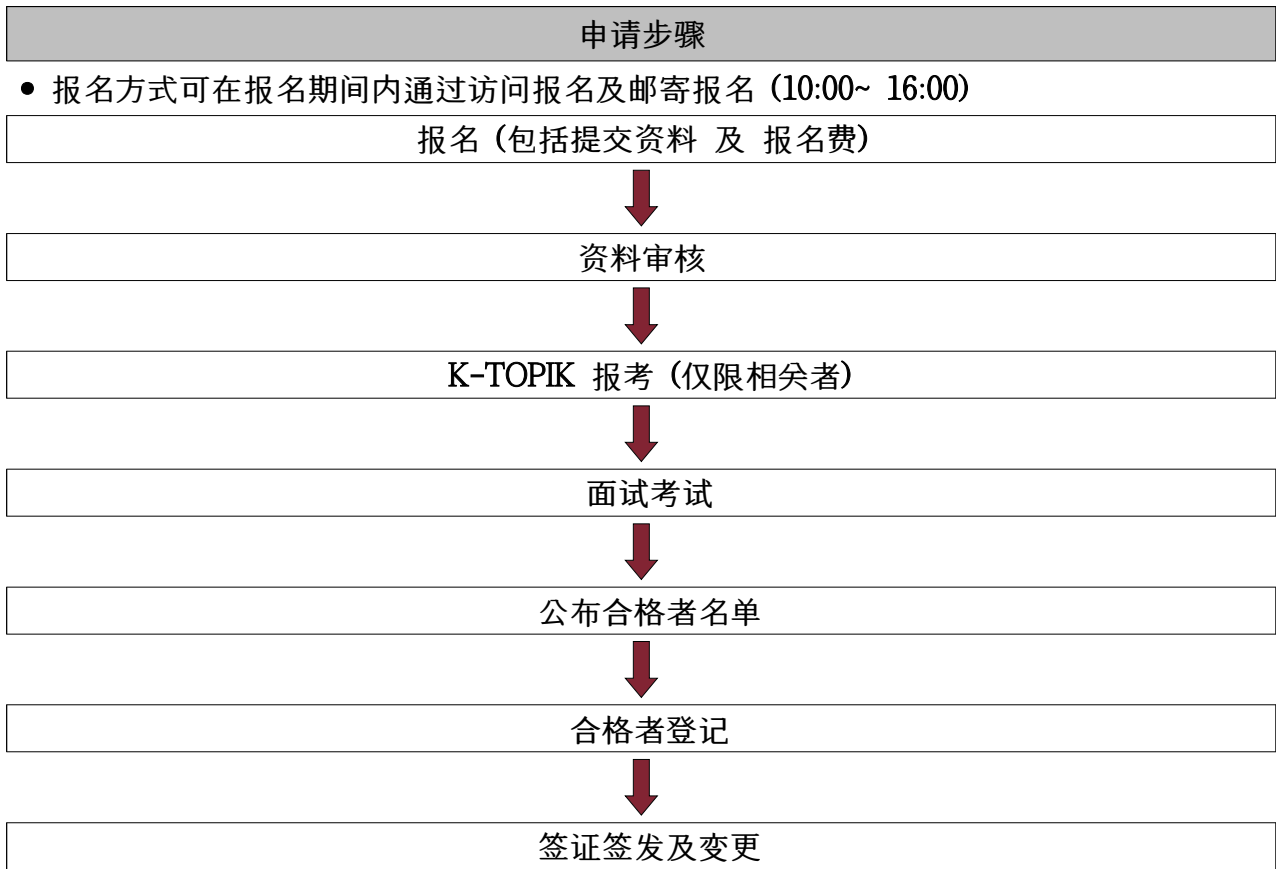 申请步骤
• 报名方式可在报名期间内通过访问报名及邮寄报名 (10:00~ 16:00)
报名 (包括提交资料 及 报名费)
资料审核
K-TOPIK 报考 (仅限相关者)
面试考试
公布合格者名单
合格者登记
签证签发及变更